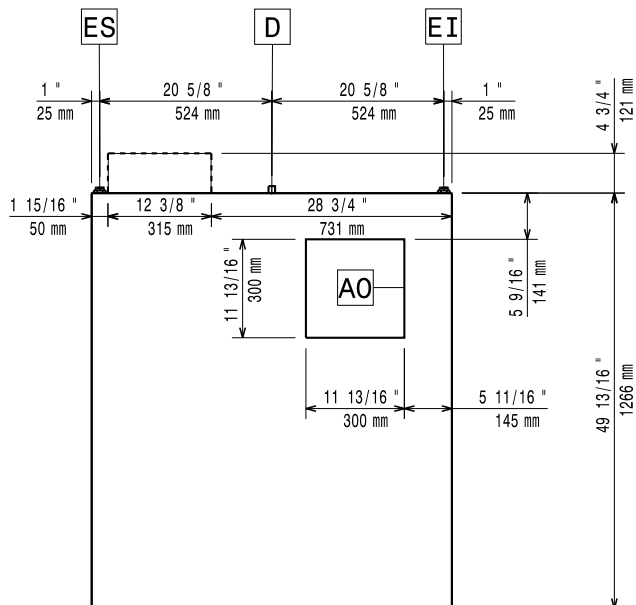 ES
D
EI
1 "
25 mm
20 5/8 "
524 mm
20 5/8 "
524 mm
1 "
25 mm
4 3/4 "
121 mm
1 15/16 "
50 mm
12 3/8 "
315 mm
28 3/4 "
731 mm
11 13/16 "
300 mm
AO
5 9/16 "
141 mm
11 13/16 "
300 mm
5 11/16 "
145 mm
49 13/16 "
1266 mm